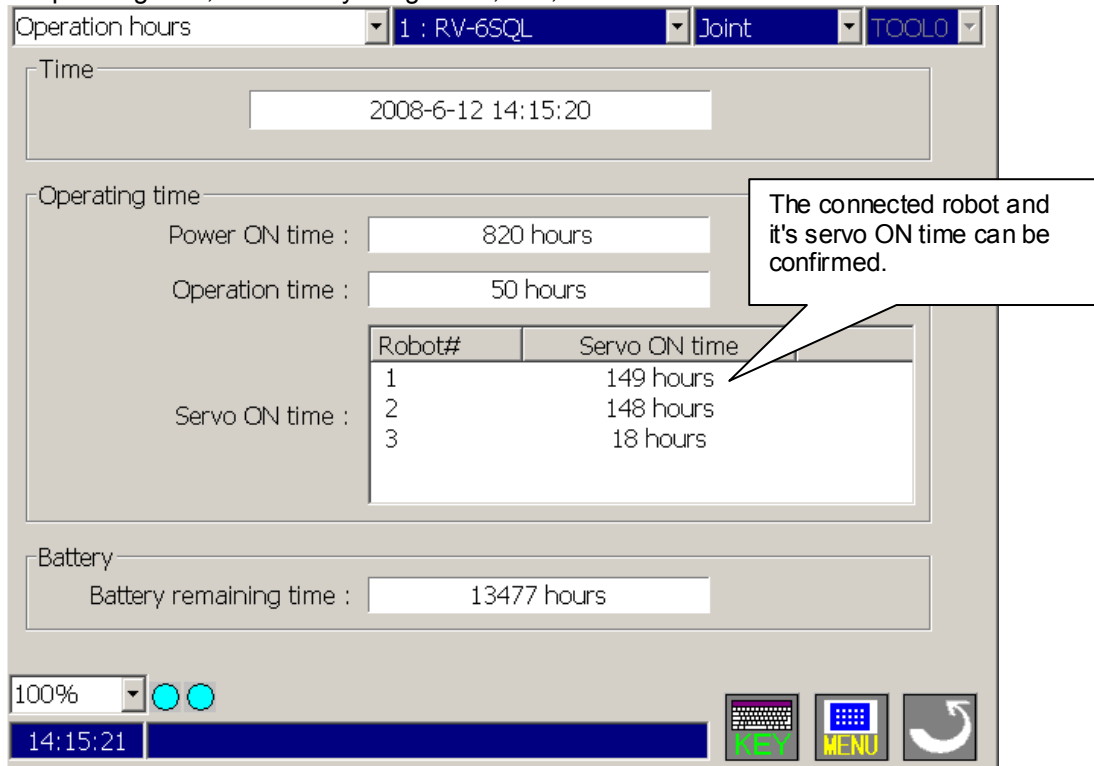 Operation hours 1 : RV-6SQL Joint TOOL0
Time
2008-6-12 14:15:20
Operating time
The connected robot and
it's servo ON time can be
confirmed.
Power ON time : 820 hours
Operation time : 50 hours
Robot# Servo ON time
1 149 hours
2 148 hours
3 18 hours
Servo ON time :
Battery
Battery remaining time : 13477 hours
100%
14:15:21
KEY MENU